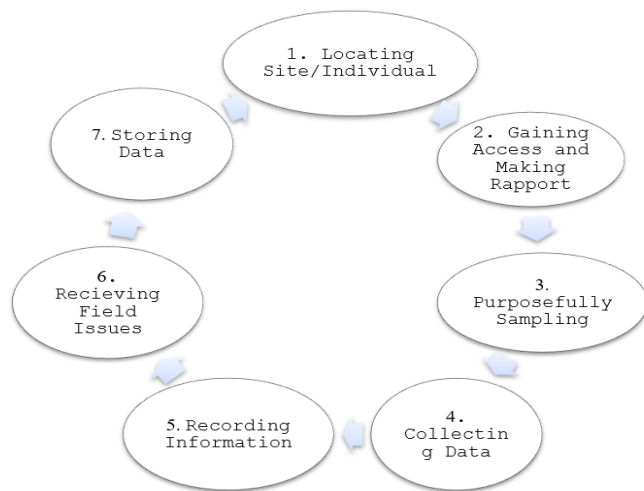 1. Locating
Site/Individual
2. Gaining
Access and
Making
Rapport
3.
Purposefully
Sampling
4.
Collectin
g Data
5. Recording
Information
6.
Recieving
Field
Issues
7. Storing
Data